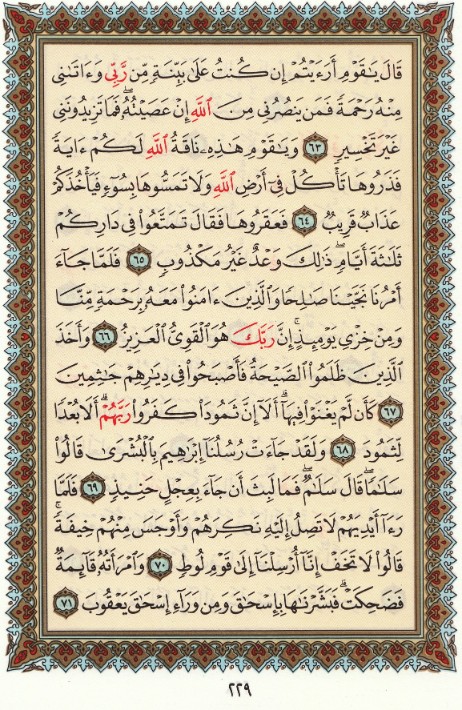 قَالَ يَـٰقَوْمِ أَرَءَيْتُمْ إِن كُنتُ عَلَىٰ بَيِّنَةٍ مِّن رَّبِّي وَءَاتَىٰنِي
مِنْهُ رَحْمَةً فَمَن يَنصُرُنِي مِنَ ٱللَّهِ إِنْ عَصَيْتُهُۥ ۖ فَمَا تَزِيدُونَنِي
غَيْرَ تَخْسِيرٍ ٦٣ وَيَـٰقَوْمِ هَـٰذِهِۦ نَاقَةُ ٱللَّهِ لَكُمْ ءَايَةً
فَذَرُوهَا تَأْكُلْ فِىٓ أَرْضِ ٱللَّهِ وَلَا تَمَسُّوهَا بِسُوٓءٍ فَيَأْخُذَكُمْ
عَذَابٌ قَرِيبٌ ٦٤ فَعَقَرُوهَا فَقَالَ تَمَتَّعُوا۟ فِى دَارِكُمْ
ثَلَـٰثَةَ أَيَّامٍ ۖ ذَٰلِكَ وَعْدٌ غَيْرُ مَكْذُوبٍ ٦٥ فَلَمَّا جَآءَ
أَمْرُنَا نَجَّيْنَا صَـٰلِحًا وَٱلَّذِينَ ءَامَنُوا۟ مَعَهُۥ بِرَحْمَةٍ مِّنَّا
وَمِنْ خِزْىِ يَوْمِئِذٍ ۗ إِنَّ رَبَّكَ هُوَ ٱلْقَوِىُّ ٱلْعَزِيزُ ٦٦ وَأَخَذَ
ٱلَّذِينَ ظَلَمُوا۟ ٱلصَّيْحَةُ فَأَصْبَحُوا۟ فِى دِيَـٰرِهِمْ جَـٰثِمِينَ
٦٧ كَأَن لَّمْ يَغْنَوْا۟ فِيهَآ ۗ أَلَآ إِنَّ ثَمُودَا۟ كَفَرُوا۟ رَبَّهُمْ ۗ أَلَا بُعْدًا
لِّثَمُودَ ٦٨ وَلَقَدْ جَآءَتْ رُسُلُنَآ إِبْرَٰهِيمَ بِٱلْبُشْرَىٰ قَالُوا۟
سَلَـٰمًا ۖ قَالَ سَلَـٰمٌ ۖ فَمَا لَبِثَ أَن جَآءَ بِعِجْلٍ حَنِيذٍ ٦٩ فَلَمَّا
رَءَآ أَيْدِيَهُمْ لَا تَصِلُ إِلَيْهِ نَكِرَهُمْ وَأَوْجَسَ مِنْهُمْ خِيفَةً ۚ
قَالُوا۟ لَا تَخَفْ إِنَّآ أُرْسِلْنَآ إِلَىٰ قَوْمِ لُوطٍ ٧٠ وَٱمْرَأَتُهُۥ قَآئِمَةٌ
فَضَحِكَتْ فَبَشَّرْنَـٰهَا بِإِسْحَـٰقَ وَمِن وَرَآءِ إِسْحَـٰقَ يَعْقُوبَ ٧١
٢٢٩